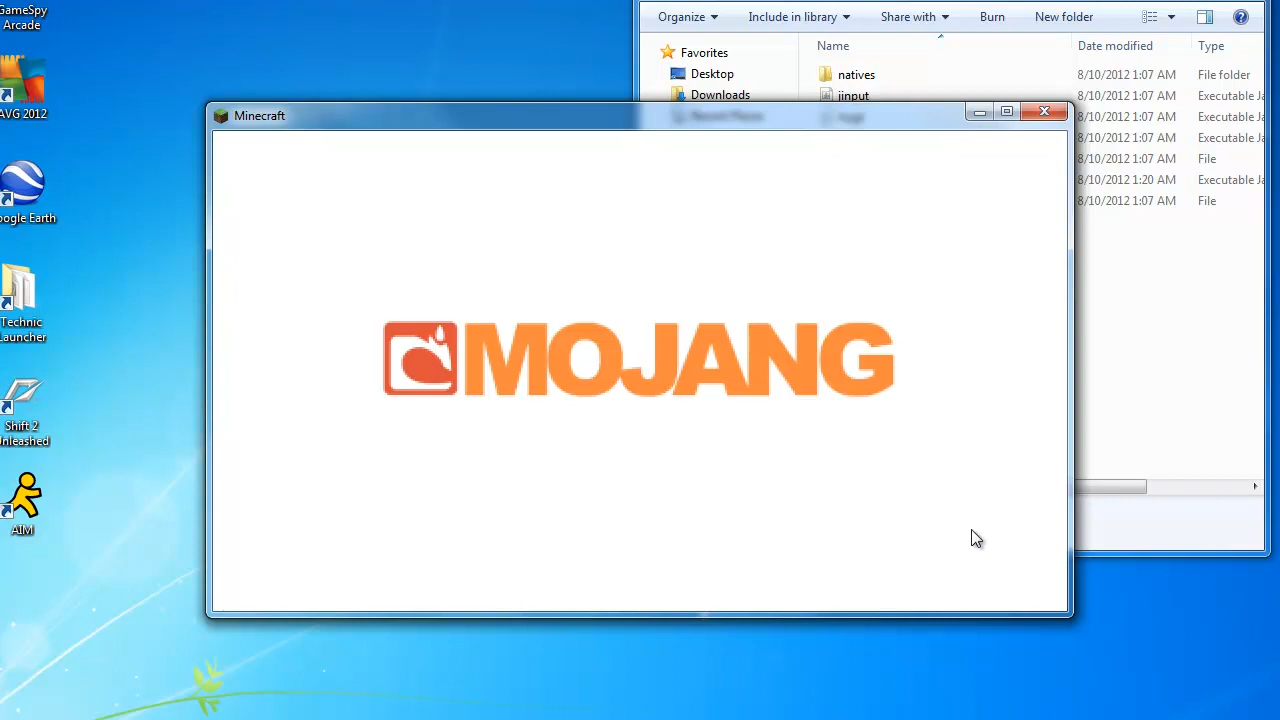 GameSpy
Arcade
AVG 2012
oogle Earth
Technic
Launcher
Shift 2
Unleashed
AIM
Organize
Include in library
Share with
Burn
New folder
Favorites
Desktop
Downloads
Recent Places
Name
Date modified
Type
natives
8/10/2012 1:07 AM
File folder
jinput
8/10/2012 1:07 AM
Executable Ja
8/10/2012 1:07 AM
Executable Ja
8/10/2012 1:07 AM
Executable Ja
8/10/2012 1:07 AM
File
8/10/2012 1:20 AM
Executable Ja
8/10/2012 1:07 AM
File
Minecraft
MOJANG